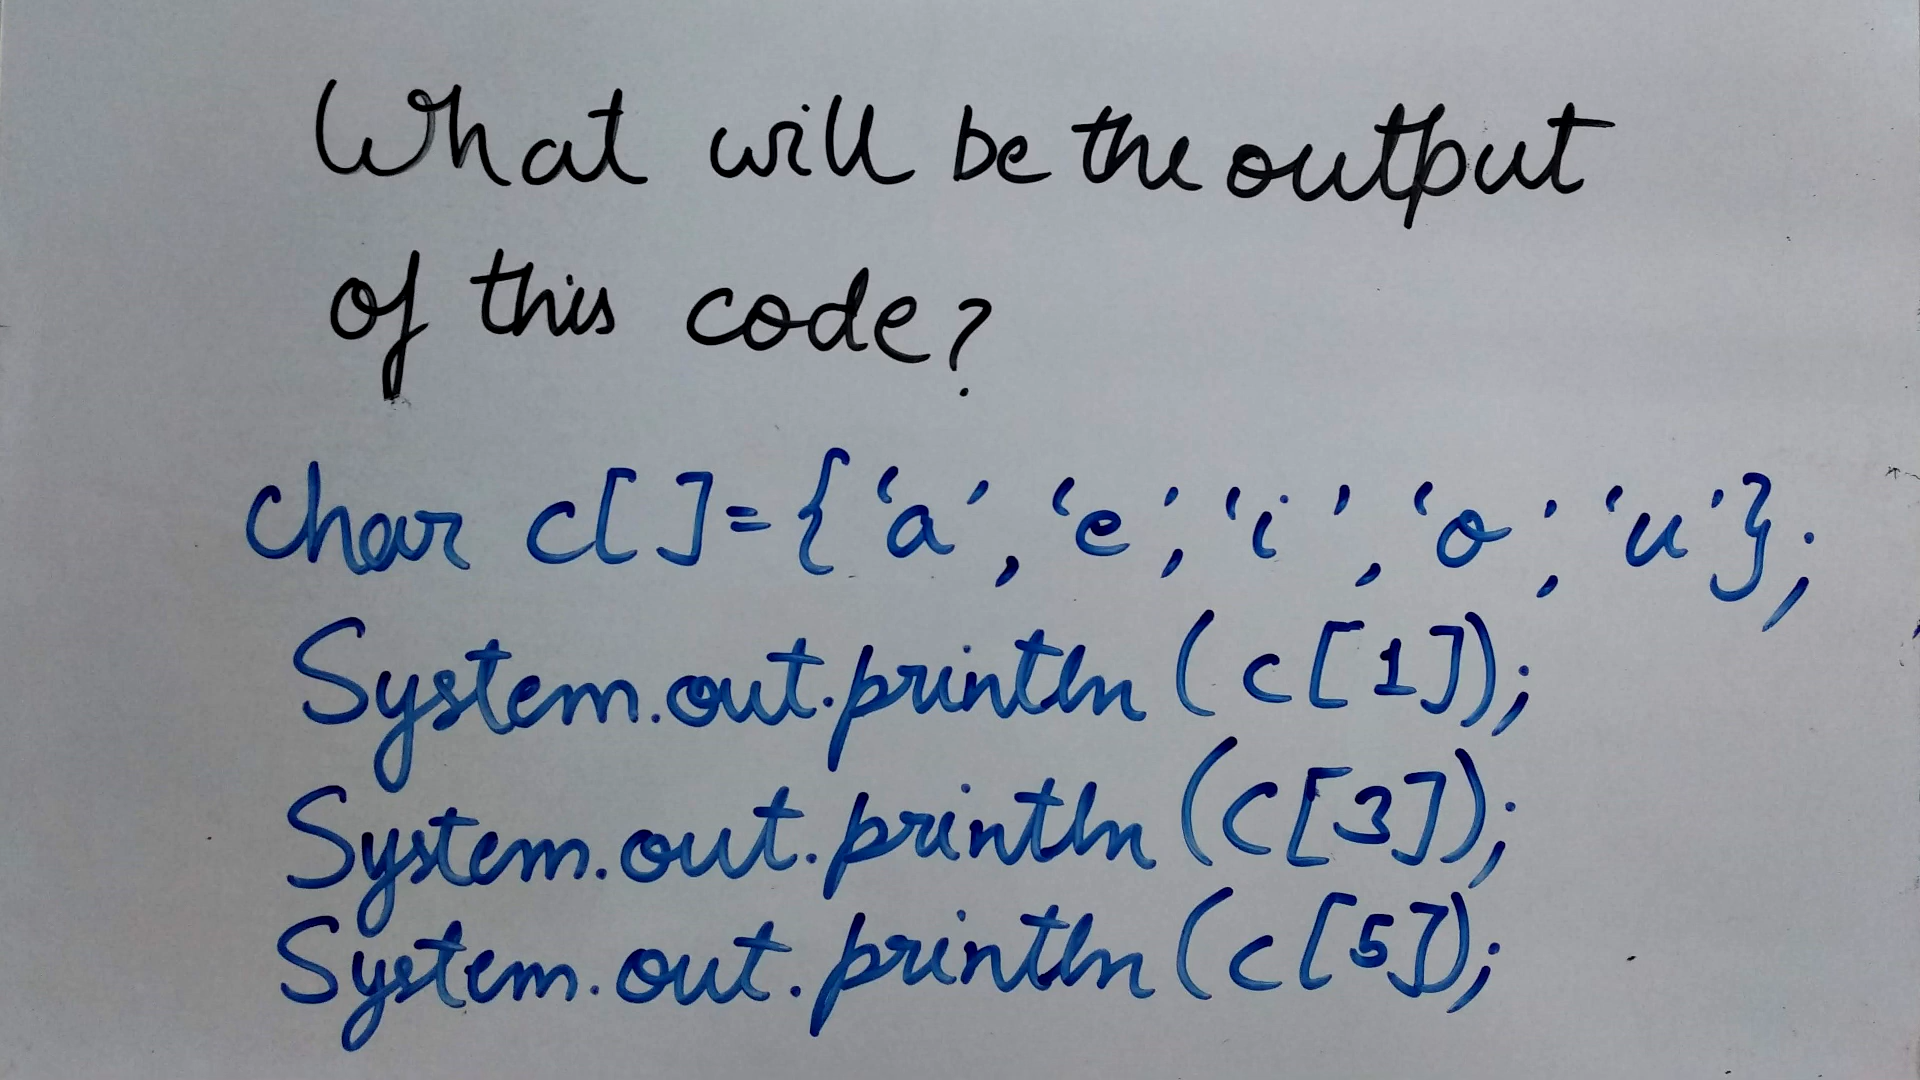 What will be the output
of this code?
char c[ ]={'a', 'e', 'i', 'o', 'u'};
System.out.println(c[1]);
System.out.println(c[3]);
System.out.println(c[5]);